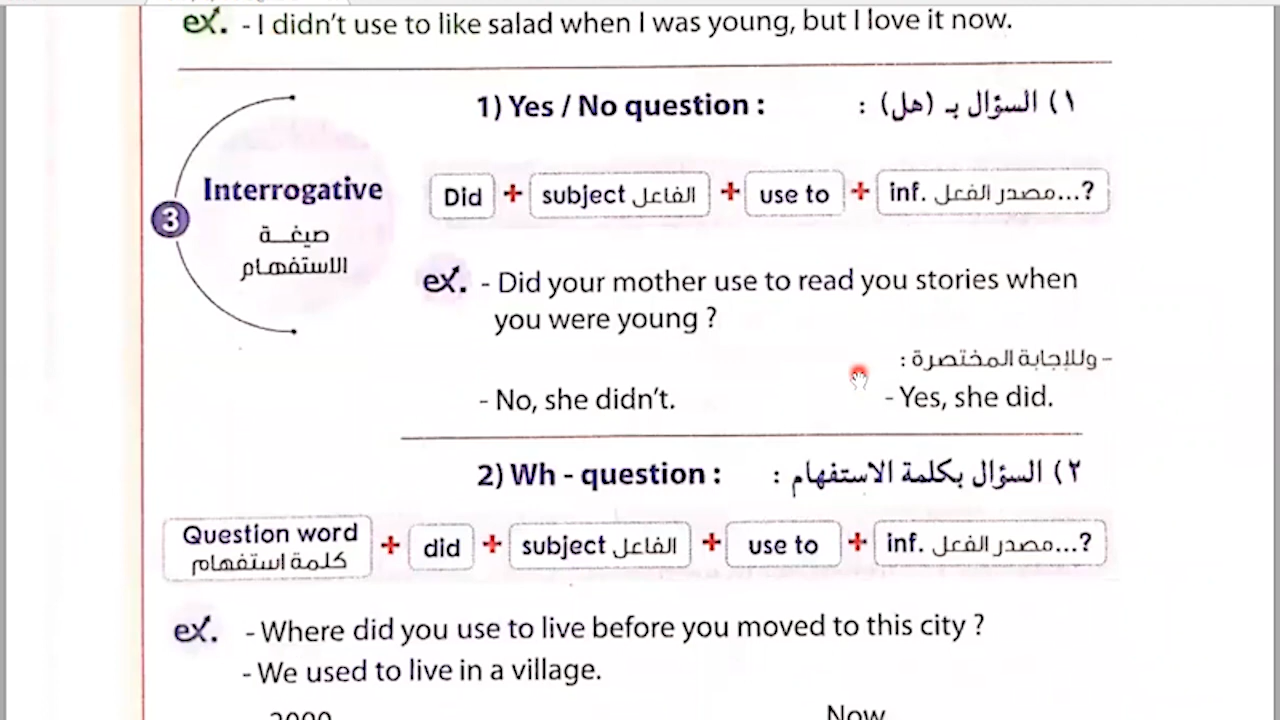 ex. - I didn't use to like salad when I was young, but I love it now.
1) Yes / No question : ١) السؤال بـ (هل) :
3 Interrogative
صيغـــة
الاستفهـام
Did + subject الفاعل + use to + inf. مصدر الفعل...?
ex. - Did your mother use to read you stories when
you were young ?
- وللإجابة المختصرة :
- No, she didn't. - Yes, she did.
2) Wh - question : ٢) السؤال بكلمة الاستفهام :
Question word
كلمة استفهام
+ did + subject الفاعل + use to + inf. مصدر الفعل...?
ex. - Where did you use to live before you moved to this city ?
- We used to live in a village.
2000 Now